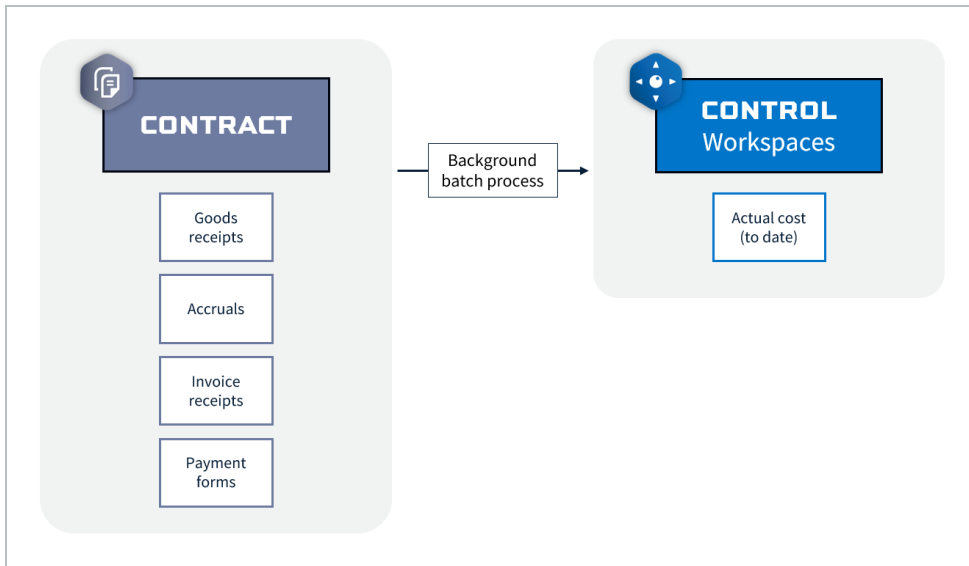 CONTRACT
Goods
receipts
Accruals
Invoice
receipts
Payment
forms
Background
batch process
CONTROL
Workspaces
Actual cost
(to date)